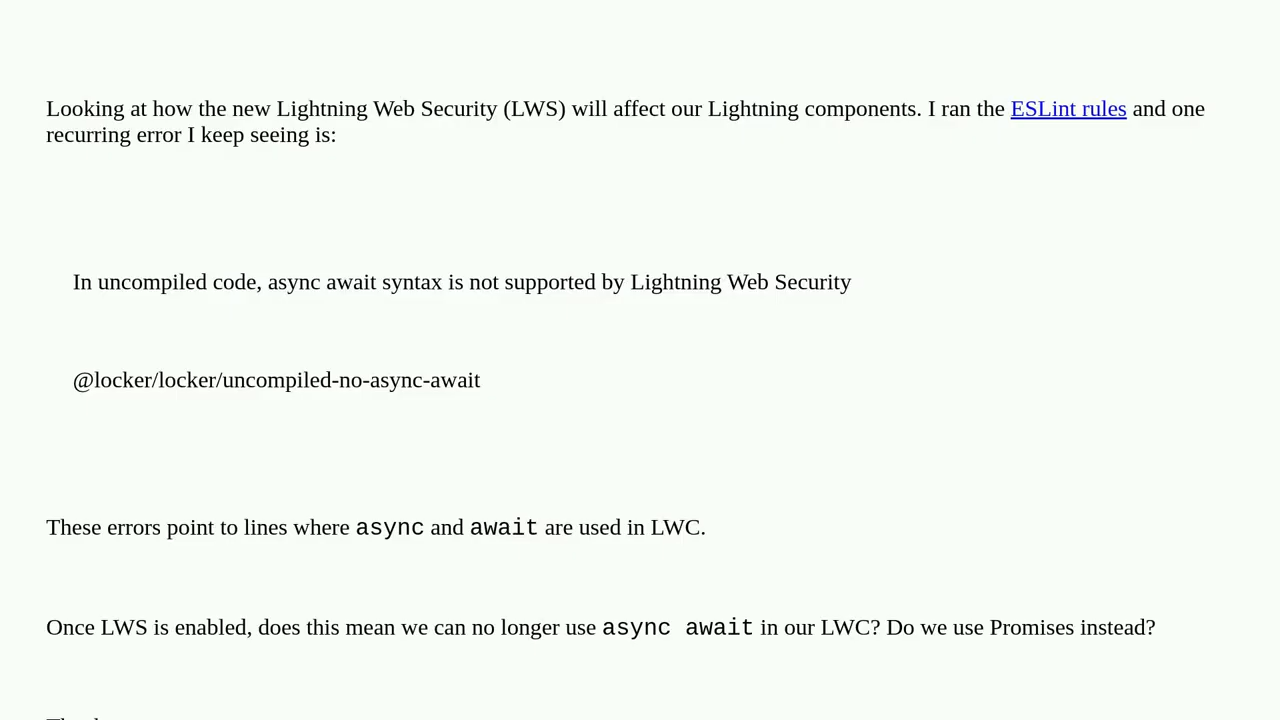 Looking at how the new Lightning Web Security (LWS) will affect our Lightning components. I ran the ESLint rules and one
recurring error I keep seeing is:
In uncompiled code, async await syntax is not supported by Lightning Web Security
@locker/locker/uncompiled-no-async-await
These errors point to lines where async and await are used in LWC.
Once LWS is enabled, does this mean we can no longer use async await in our LWC? Do we use Promises instead?